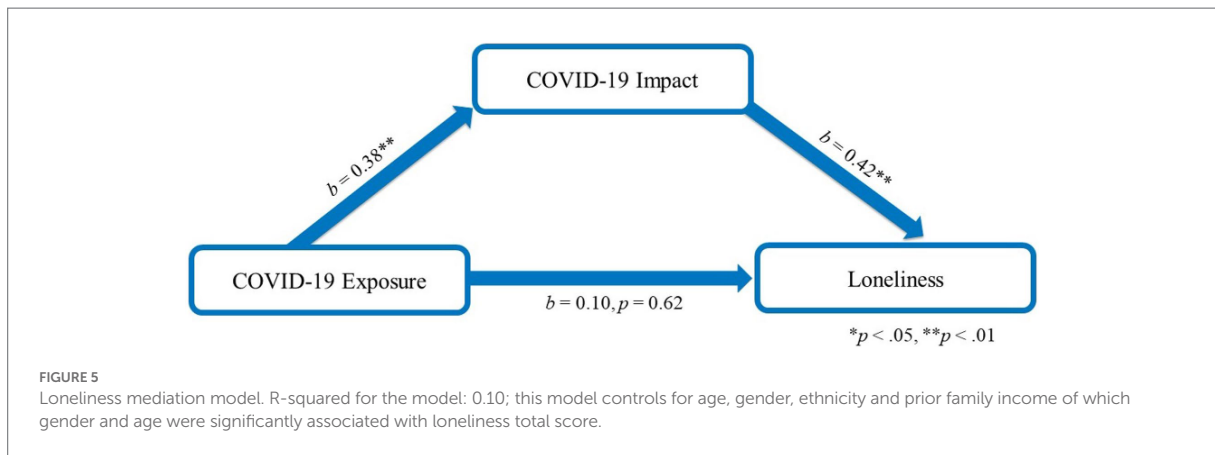 COVID-19 Impact
b = 0.38**
b = 0.42**
COVID-19 Exposure
Loneliness
b = 0.10, p = 0.62
*p < .05, **p < .01
FIGURE 5
Loneliness mediation model. R-squared for the model: 0.10; this model controls for age, gender, ethnicity and prior family income of which
gender and age were significantly associated with loneliness total score.